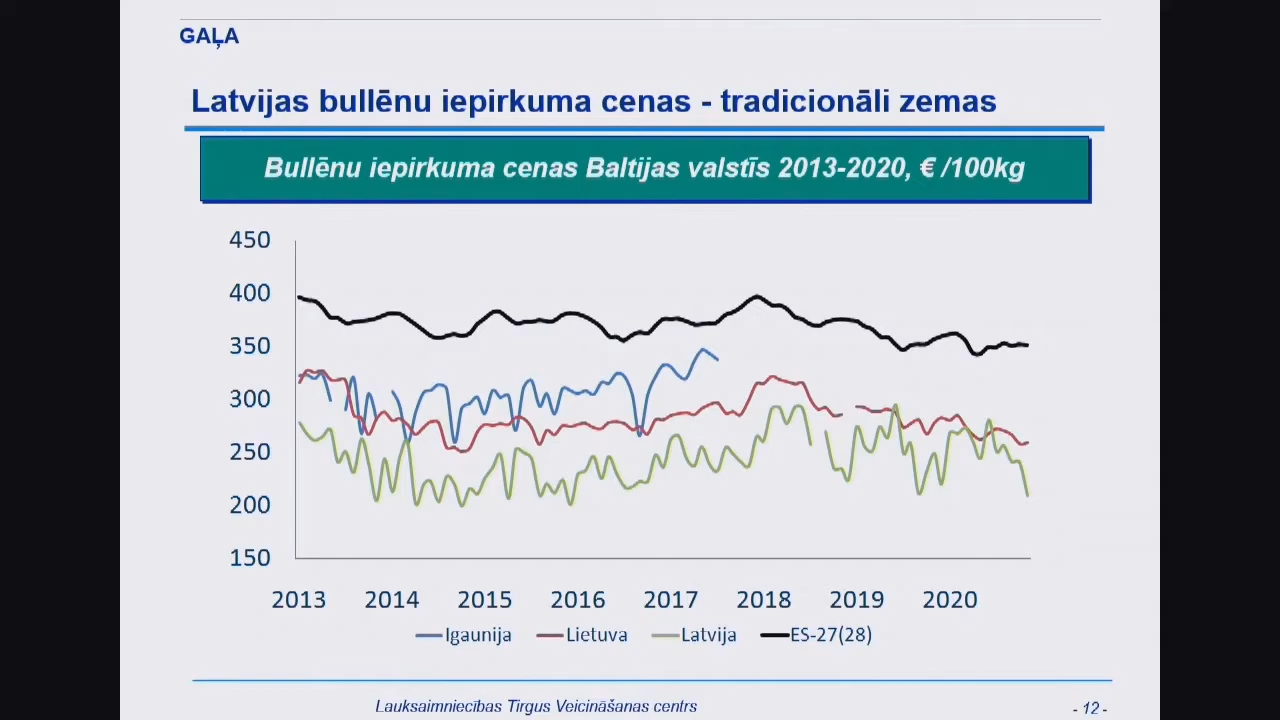 GAĻA
Latvijas bullēnu iepirkuma cenas - tradicionāli zemas
Bullēnu iepirkuma cenas Baltijas valstīs 2013-2020, € /100kg
450
400
350
300
250
200
150
2013 2014 2015 2016 2017 2018 2019 2020
Igaunija Lietuva Latvija ES-27(28)
Lauksaimniecības Tirgus Veicināšanas centrs
- 12 -